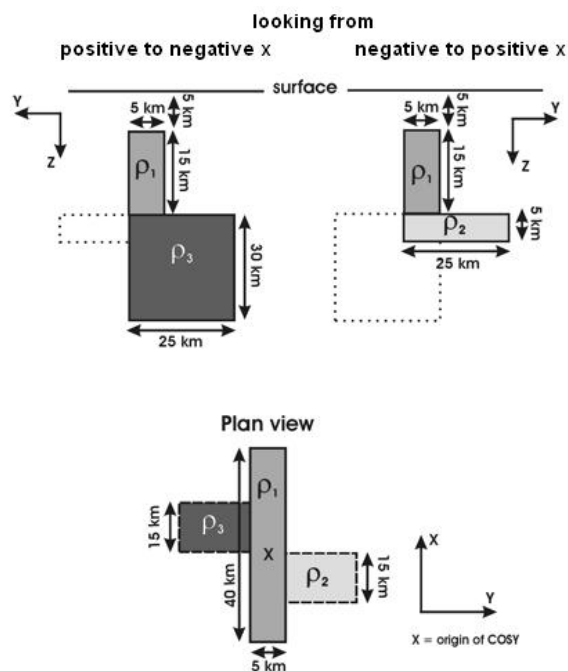 looking from
positive to negative x
negative to positive x
surface
Y
Z
5 km
5 km
15 km
ρ1
ρ3
30 km
25 km
5 km
5 km
15 km
Y
Z
ρ1
ρ2
5 km
25 km
Plan view
ρ1
ρ3
15 km
X
40 km
ρ2
15 km
5 km
X
Y
X = origin of COSY